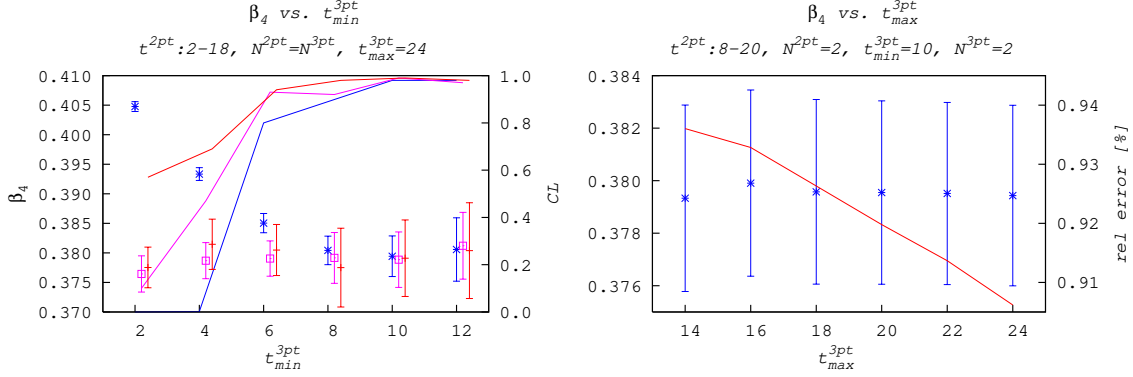 β4 vs. t^3pt_min
t^2pt:2-18, N^2pt=N^3pt, t^3pt_max=24
0.410
0.405
0.400
0.395
0.390
0.385
0.380
0.375
0.370
β4
1.0
0.8
0.6
0.4
0.2
0.0
CL
2 4 6 8 10 12
t^3pt_min
β4 vs. t^3pt_max
t^2pt:8-20, N^2pt=2, t^3pt_min=10, N^3pt=2
0.384
0.382
0.380
0.378
0.376
0.94
0.93
0.92
0.91
rel error [%]
14 16 18 20 22 24
t^3pt_max